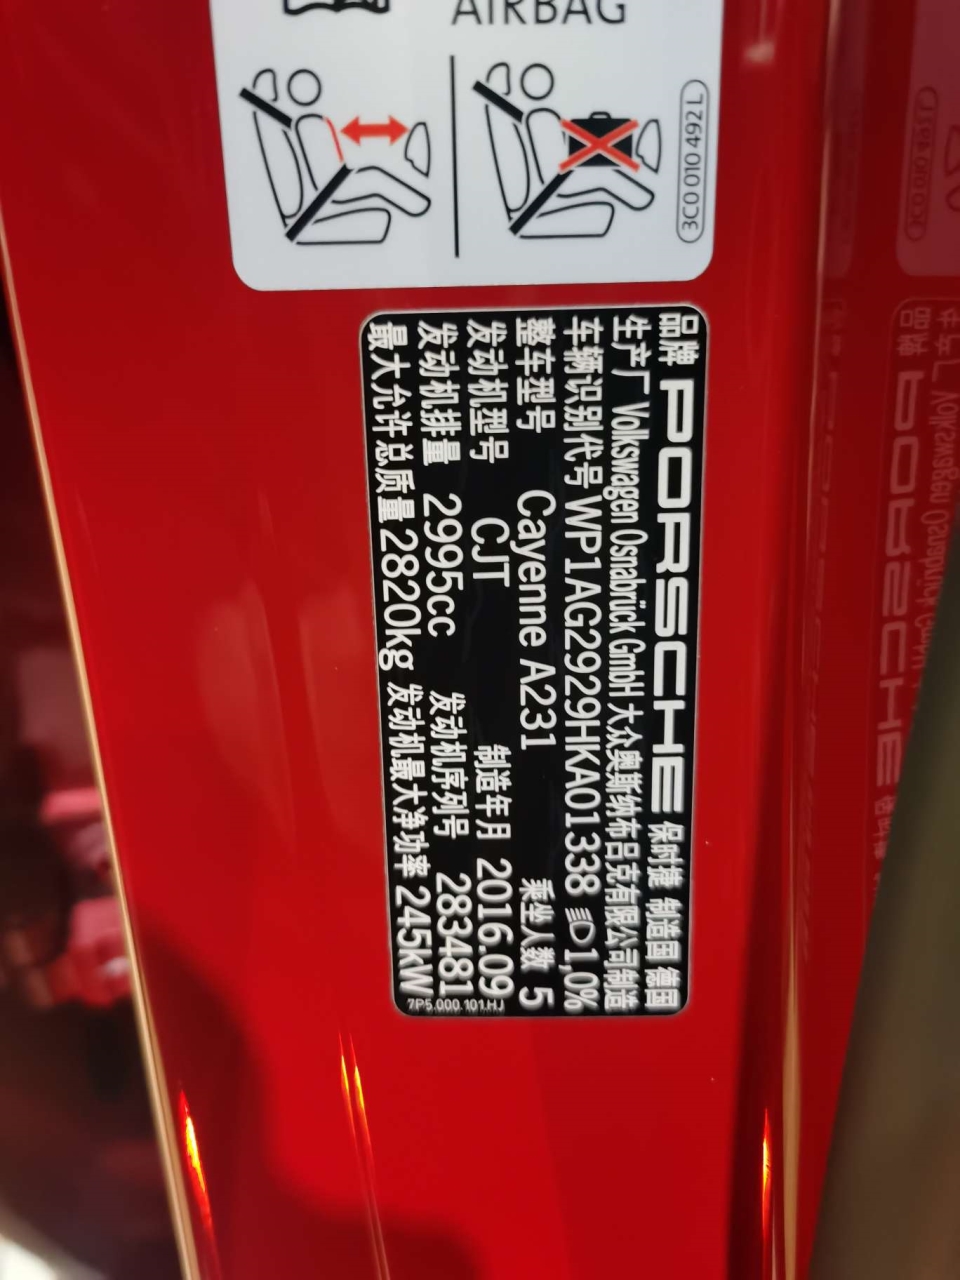 AIRBAG
3C0 010 492 L
品牌 PORSCHE 保时捷 制造国 德国
生产厂 Volkswagen Osnabrück GmbH 大众奥斯纳布吕克有限公司制造
车辆识别代号 WP1AG2929HKA01338 1,0%
整车型号 Cayenne A231 乘坐人数 5
发动机型号 CJT 制造年月 2016.09
发动机排量 2995cc 发动机序列号 283481
最大允许总质量 2820kg 发动机最大净功率 245kW
7P5.000.101.HJ